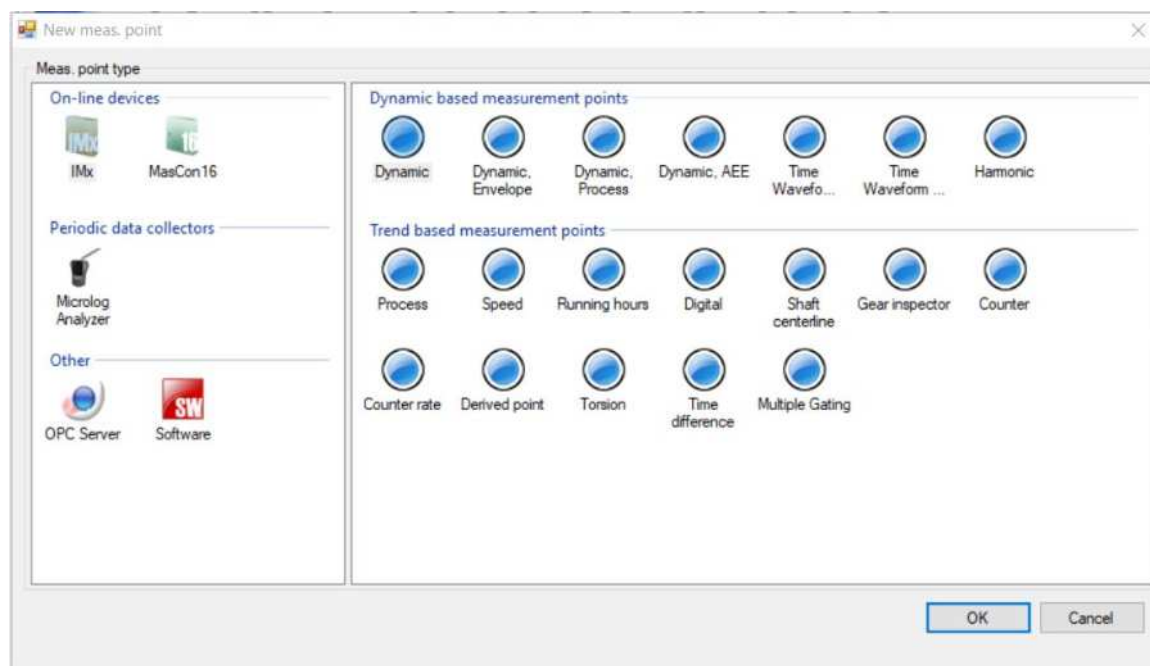 New meas. point
Meas. point type
On-line devices
IMx
MasCon16
Periodic data collectors
Microlog
Analyzer
Other
OPC Server
SW
Software
Dynamic based measurement points
Dynamic
Dynamic,
Envelope
Dynamic,
Process
Dynamic, AEE
Time
Wavefo...
Time
Waveform ...
Harmonic
Trend based measurement points
Process
Speed
Running hours
Digital
Shaft
centerline
Gear inspector
Counter
Counter rate
Derived point
Torsion
Time
difference
Multiple Gating
OK
Cancel